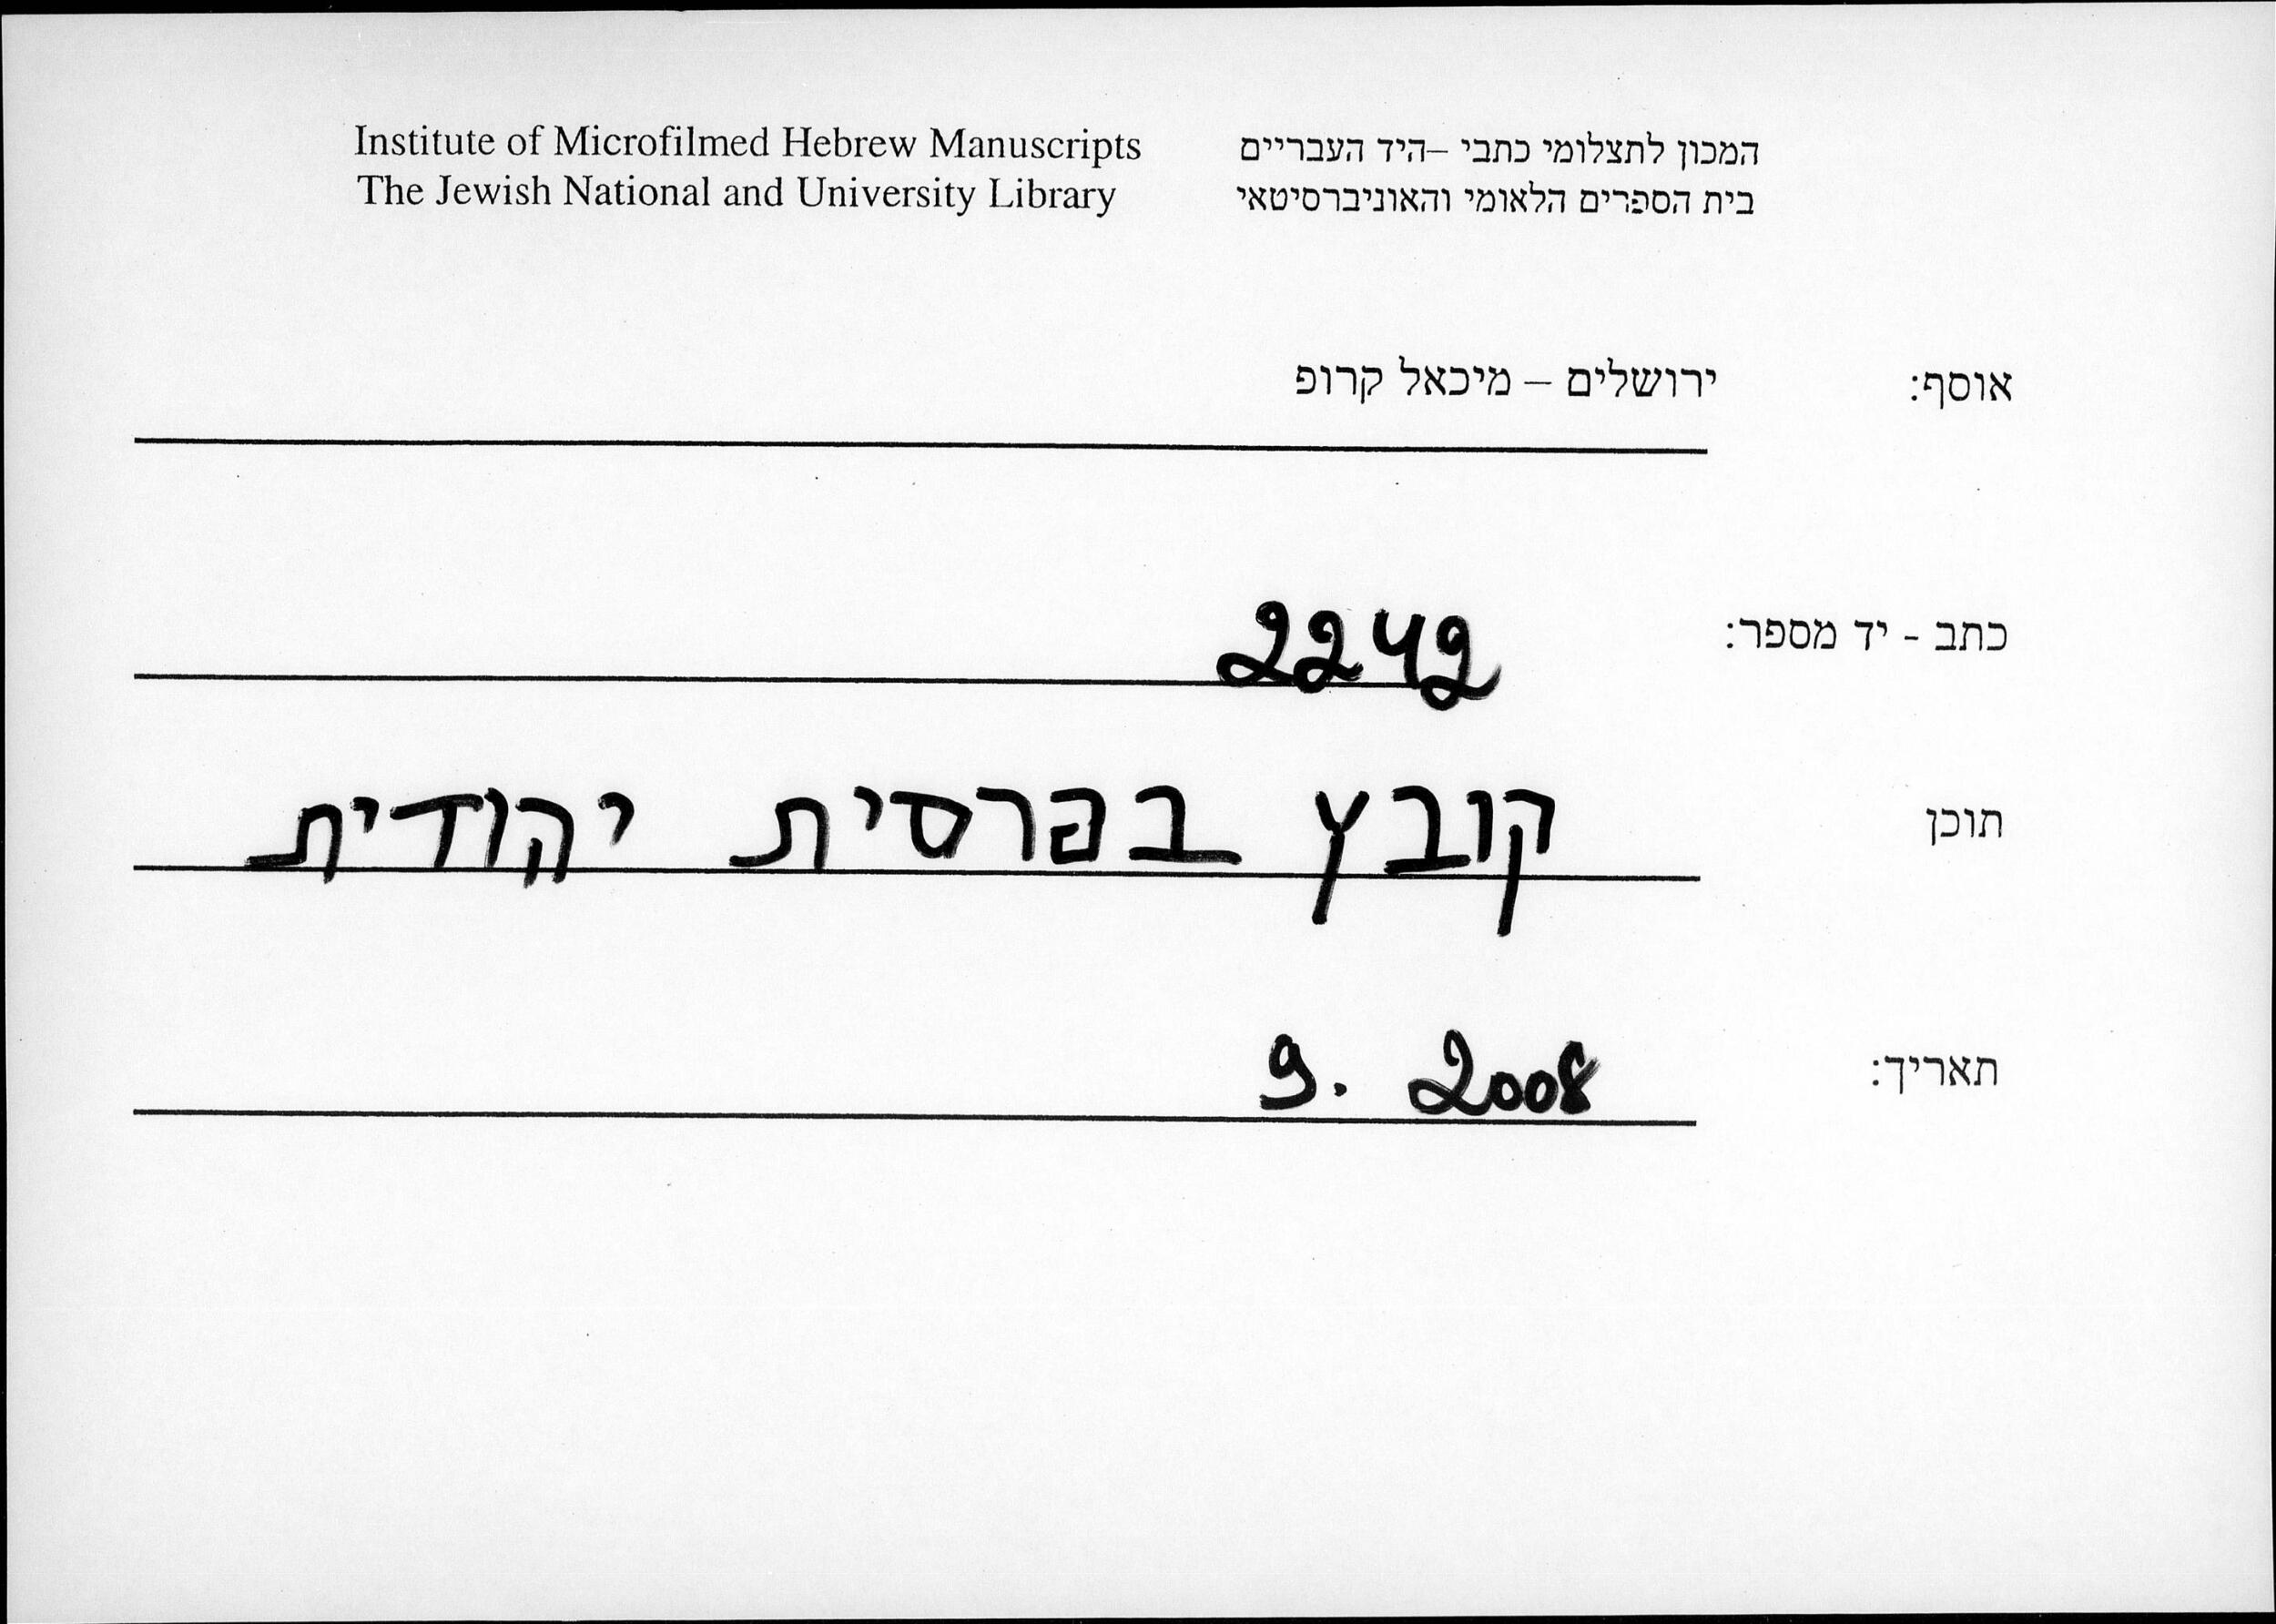 Institute of Microfilmed Hebrew Manuscripts
The Jewish National and University Library
המכון לתצלומי כתבי –היד העבריים
בית הספרים הלאומי והאוניברסיטאי
אוסף: ירושלים – מיכאל קרופ
כתב - יד מספר: 2242
תוכן קובץ בפרסית יהודית
תאריך: 9. 2008